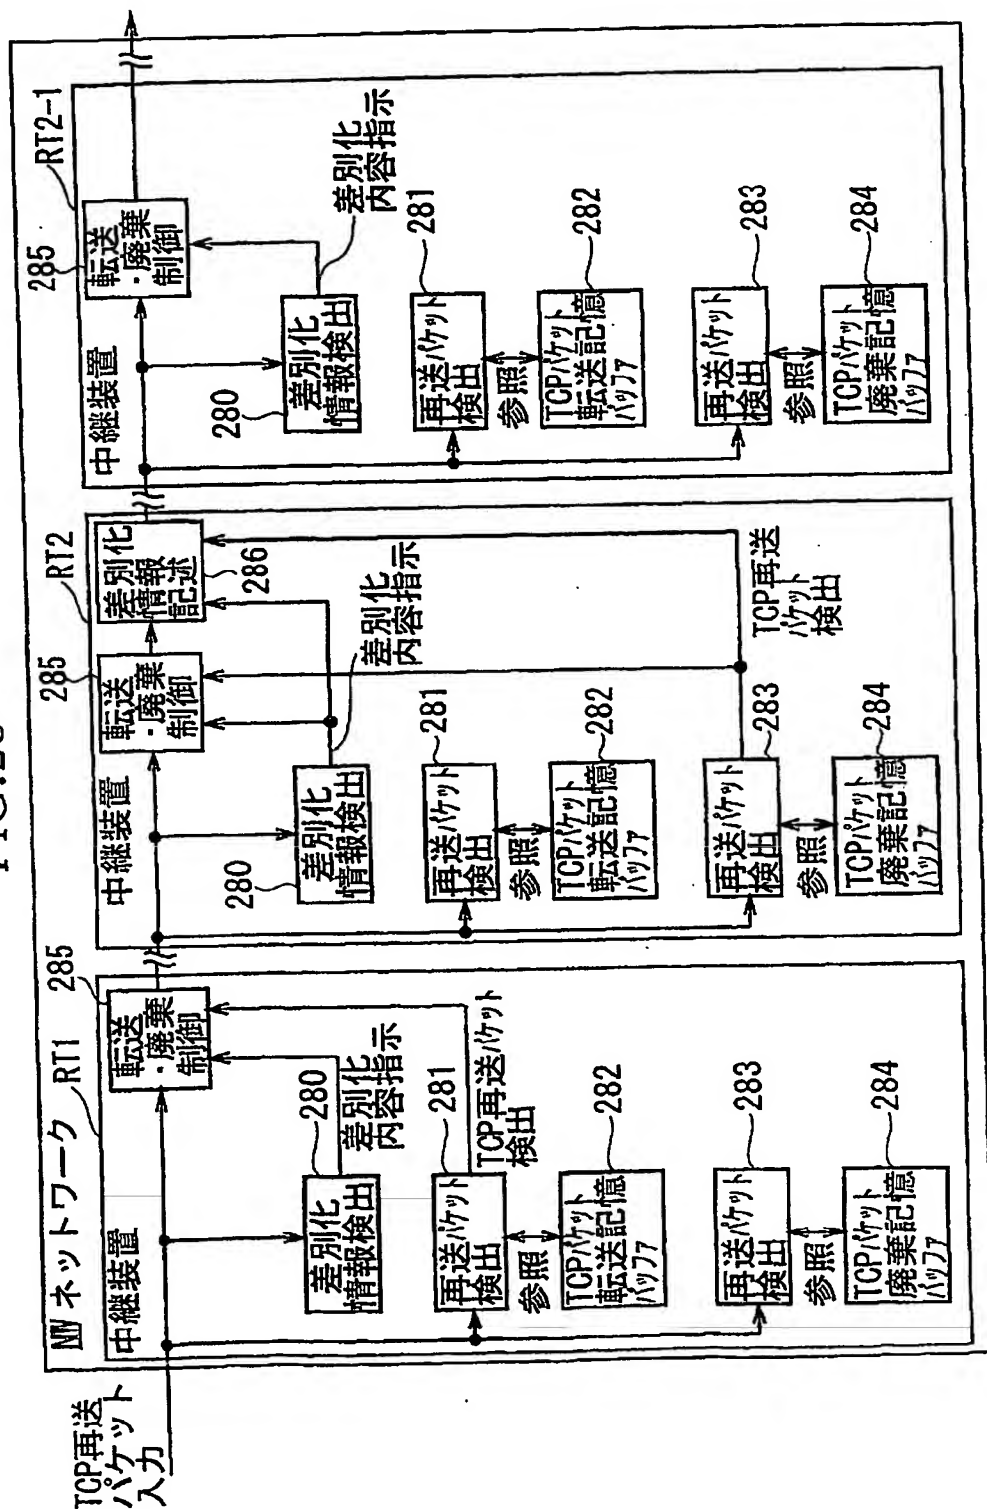 TCP再送
パケット
入力
NW ネットワーク
RT1
中継装置
285
転送
・廃棄
制御
280
差別化
情報検出
差別化
内容指示
281
再送パケット
検出
TCP再送パケット
検出
参照
282
TCPパケット
転送記憶
バッファ
283
再送パケット
検出
参照
284
TCPパケット
廃棄記憶
バッファ
RT2
中継装置
285
転送
・廃棄
制御
差別化
情報
記述
286
280
差別化
情報検出
差別化
内容指示
281
再送パケット
検出
参照
282
TCPパケット
転送記憶
バッファ
283
再送パケット
検出
TCP再送
パケット
検出
参照
284
TCPパケット
廃棄記憶
バッファ
RT2-1
中継装置
285
転送
・廃棄
制御
280
差別化
情報検出
差別化
内容指示
281
再送パケット
検出
参照
282
TCPパケット
転送記憶
バッファ
283
再送パケット
検出
参照
284
TCPパケット
廃棄記憶
バッファ